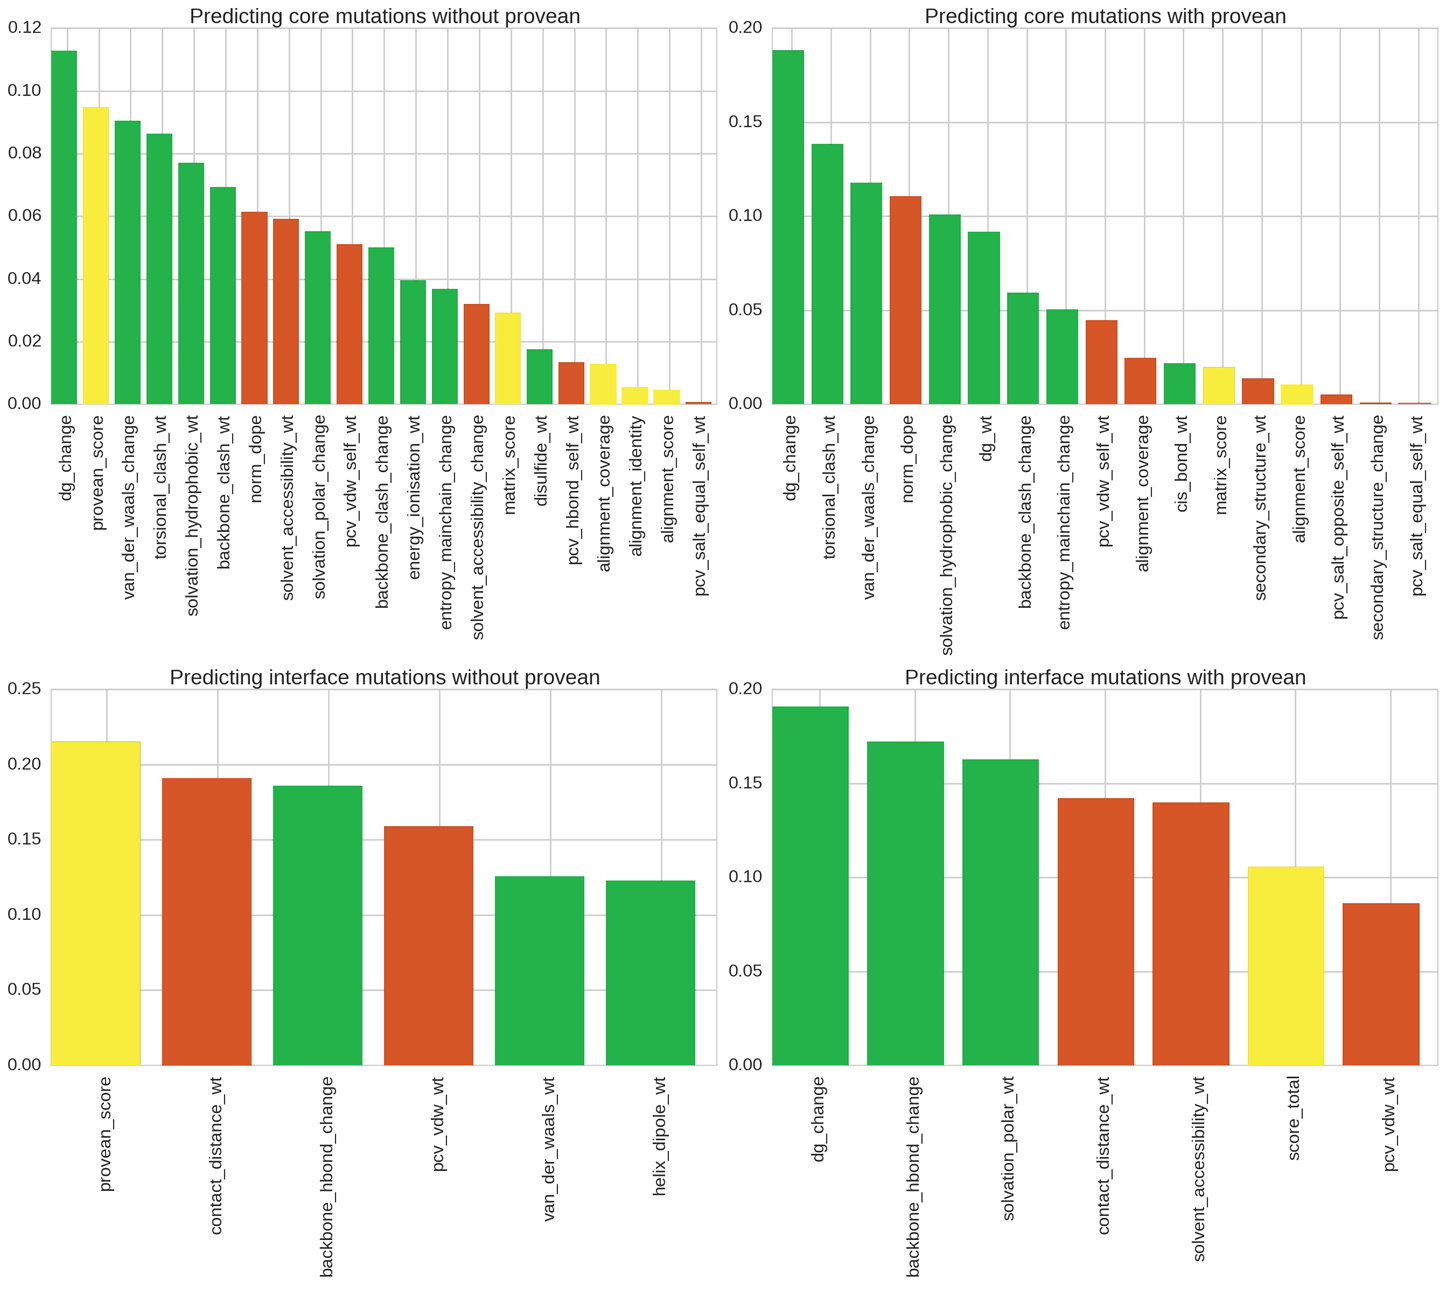 Predicting core mutations without provean
0.12
0.10
0.08
0.06
0.04
0.02
0.00
dg_change
provean_score
van_der_waals_change
torsional_clash_wt
solvation_hydrophobic_wt
backbone_clash_wt
norm_dope
solvent_accessibility_wt
solvation_polar_change
pcv_vdw_self_wt
backbone_clash_change
energy_ionisation_wt
entropy_mainchain_change
solvent_accessibility_change
matrix_score
disulfide_wt
pcv_hbond_self_wt
alignment_coverage
alignment_identity
alignment_score
pcv_salt_equal_self_wt
Predicting core mutations with provean
0.20
0.15
0.10
0.05
0.00
dg_change
torsional_clash_wt
van_der_waals_change
norm_dope
solvation_hydrophobic_change
dg_wt
backbone_clash_change
entropy_mainchain_change
pcv_vdw_self_wt
alignment_coverage
cis_bond_wt
matrix_score
secondary_structure_wt
alignment_score
pcv_salt_opposite_self_wt
secondary_structure_change
pcv_salt_equal_self_wt
Predicting interface mutations without provean
0.25
0.20
0.15
0.10
0.05
0.00
provean_score
contact_distance_wt
backbone_hbond_change
pcv_vdw_wt
van_der_waals_wt
helix_dipole_wt
Predicting interface mutations with provean
0.20
0.15
0.10
0.05
0.00
dg_change
backbone_hbond_change
solvation_polar_wt
contact_distance_wt
solvent_accessibility_wt
score_total
pcv_vdw_wt